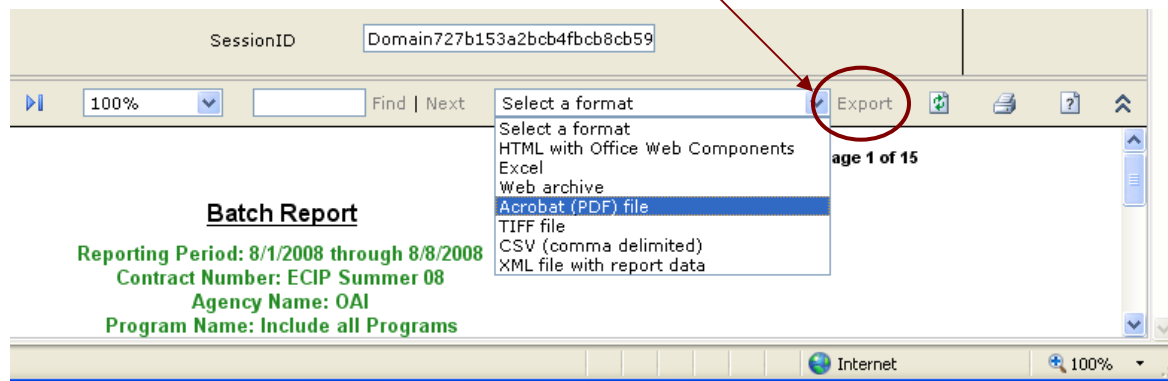 SessionID Domain727b153a2bcb4fbcb8cb59
100% Find | Next Select a format Export
Select a format
HTML with Office Web Components
Excel
Web archive
Acrobat (PDF) file
TIFF file
CSV (comma delimited)
XML file with report data
age 1 of 15
Batch Report
Reporting Period: 8/1/2008 through 8/8/2008
Contract Number: ECIP Summer 08
Agency Name: OAI
Program Name: Include all Programs
Internet 100%